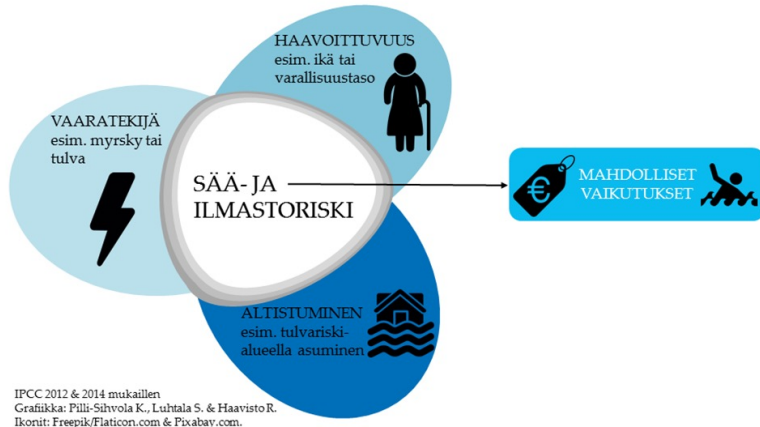 HAAVOITTUVUUS
esim. ikä tai
varallisuustaso
VAARATEKIJÄ
esim. myrsky tai
tulva
SÄÄ- JA
ILMASTORISKI
€
MAHDOLLISET
VAIKUTUKSET
ALTISTUMINEN
esim. tulvariski-
alueella asuminen
IPCC 2012 & 2014 mukaillen
Grafiikka: Pilli-Sihvola K., Luhtala S. & Haavisto R.
Ikonit: Freepik/Flaticon.com & Pixabay.com.